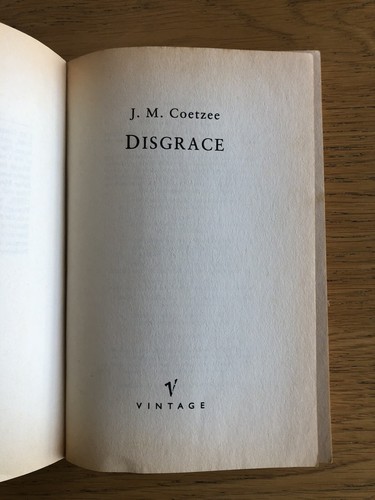 J. M. Coetzee
DISGRACE
V
VINTAGE